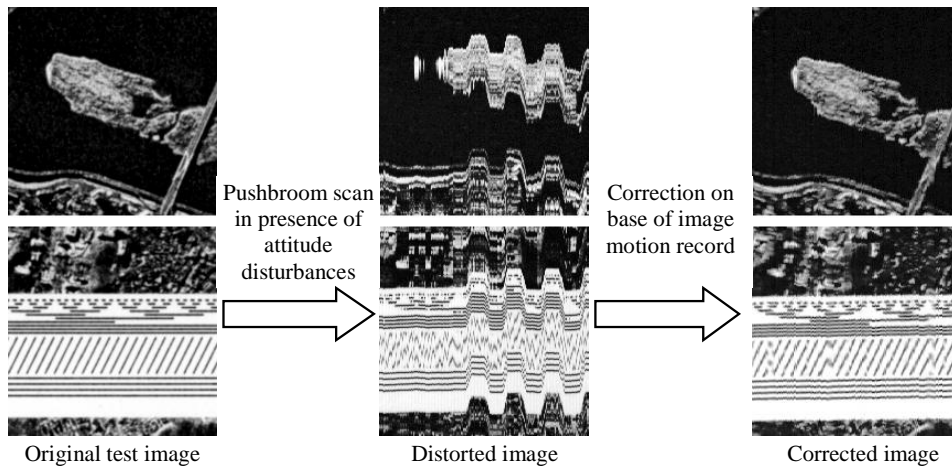 Pushbroom scan
in presence of
attitude
disturbances
Correction on
base of image
motion record
Original test image
Distorted image
Corrected image